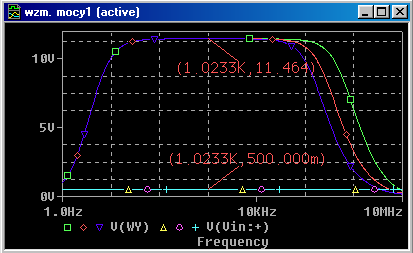 wzm. mocy1 (active)
10V
(1.0233K,11.464)
5V
(1.0233K,500.000m)
0V
1.0Hz 10KHz 10MHz
V(WY) + V(Vin:+)
Frequency